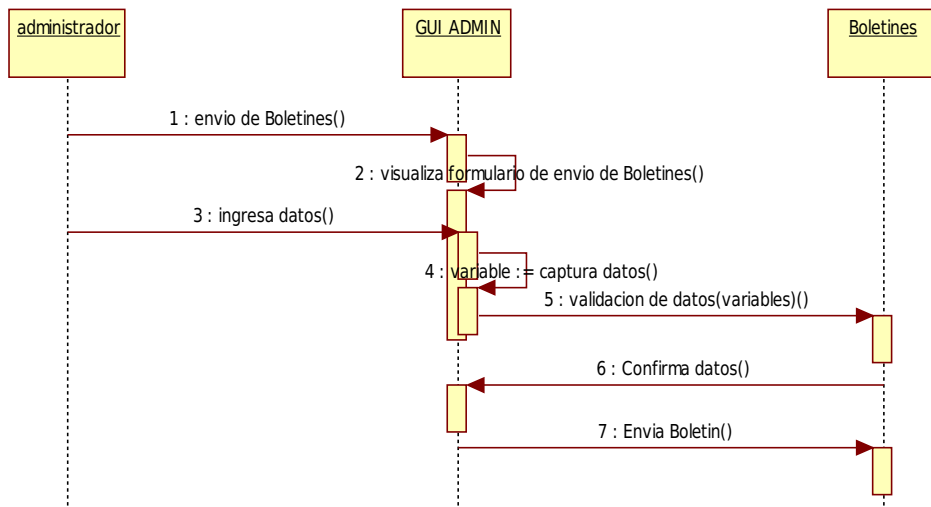 administrador
GUI ADMIN
Boletines
1 : envio de Boletines()
2 : visualiza formulario de envio de Boletines()
3 : ingresa datos()
4 : variable := captura datos()
5 : validacion de datos(variables)()
6 : Confirma datos()
7 : Envia Boletin()